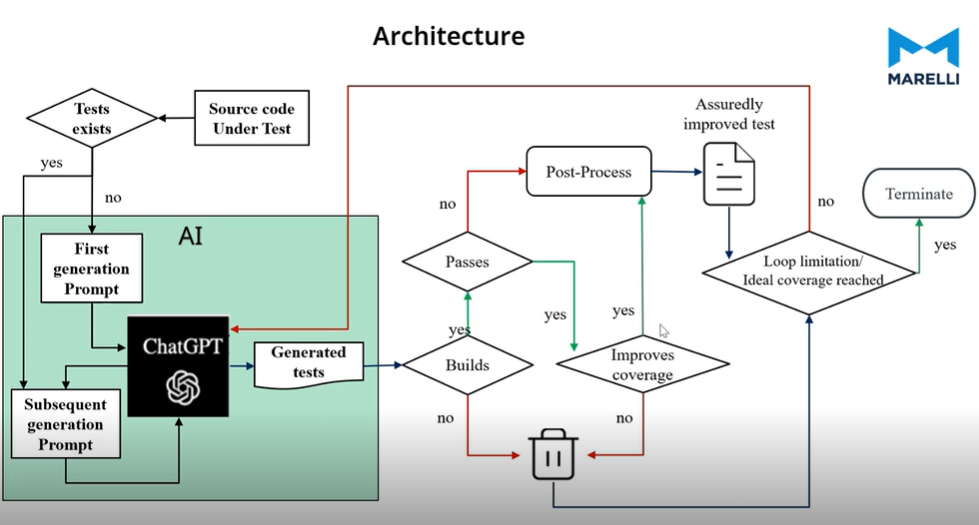 Architecture
MARELLI
Tests
exists
Source code
Under Test
yes
no
AI
First
generation
Prompt
ChatGPT
Generated
tests
Subsequent
generation
Prompt
no
Passes
yes
yes
Builds
no
Post-Process
yes
Improves
coverage
no
Assuredly
improved test
no
Loop limitation/
Ideal coverage reached
Terminate
yes